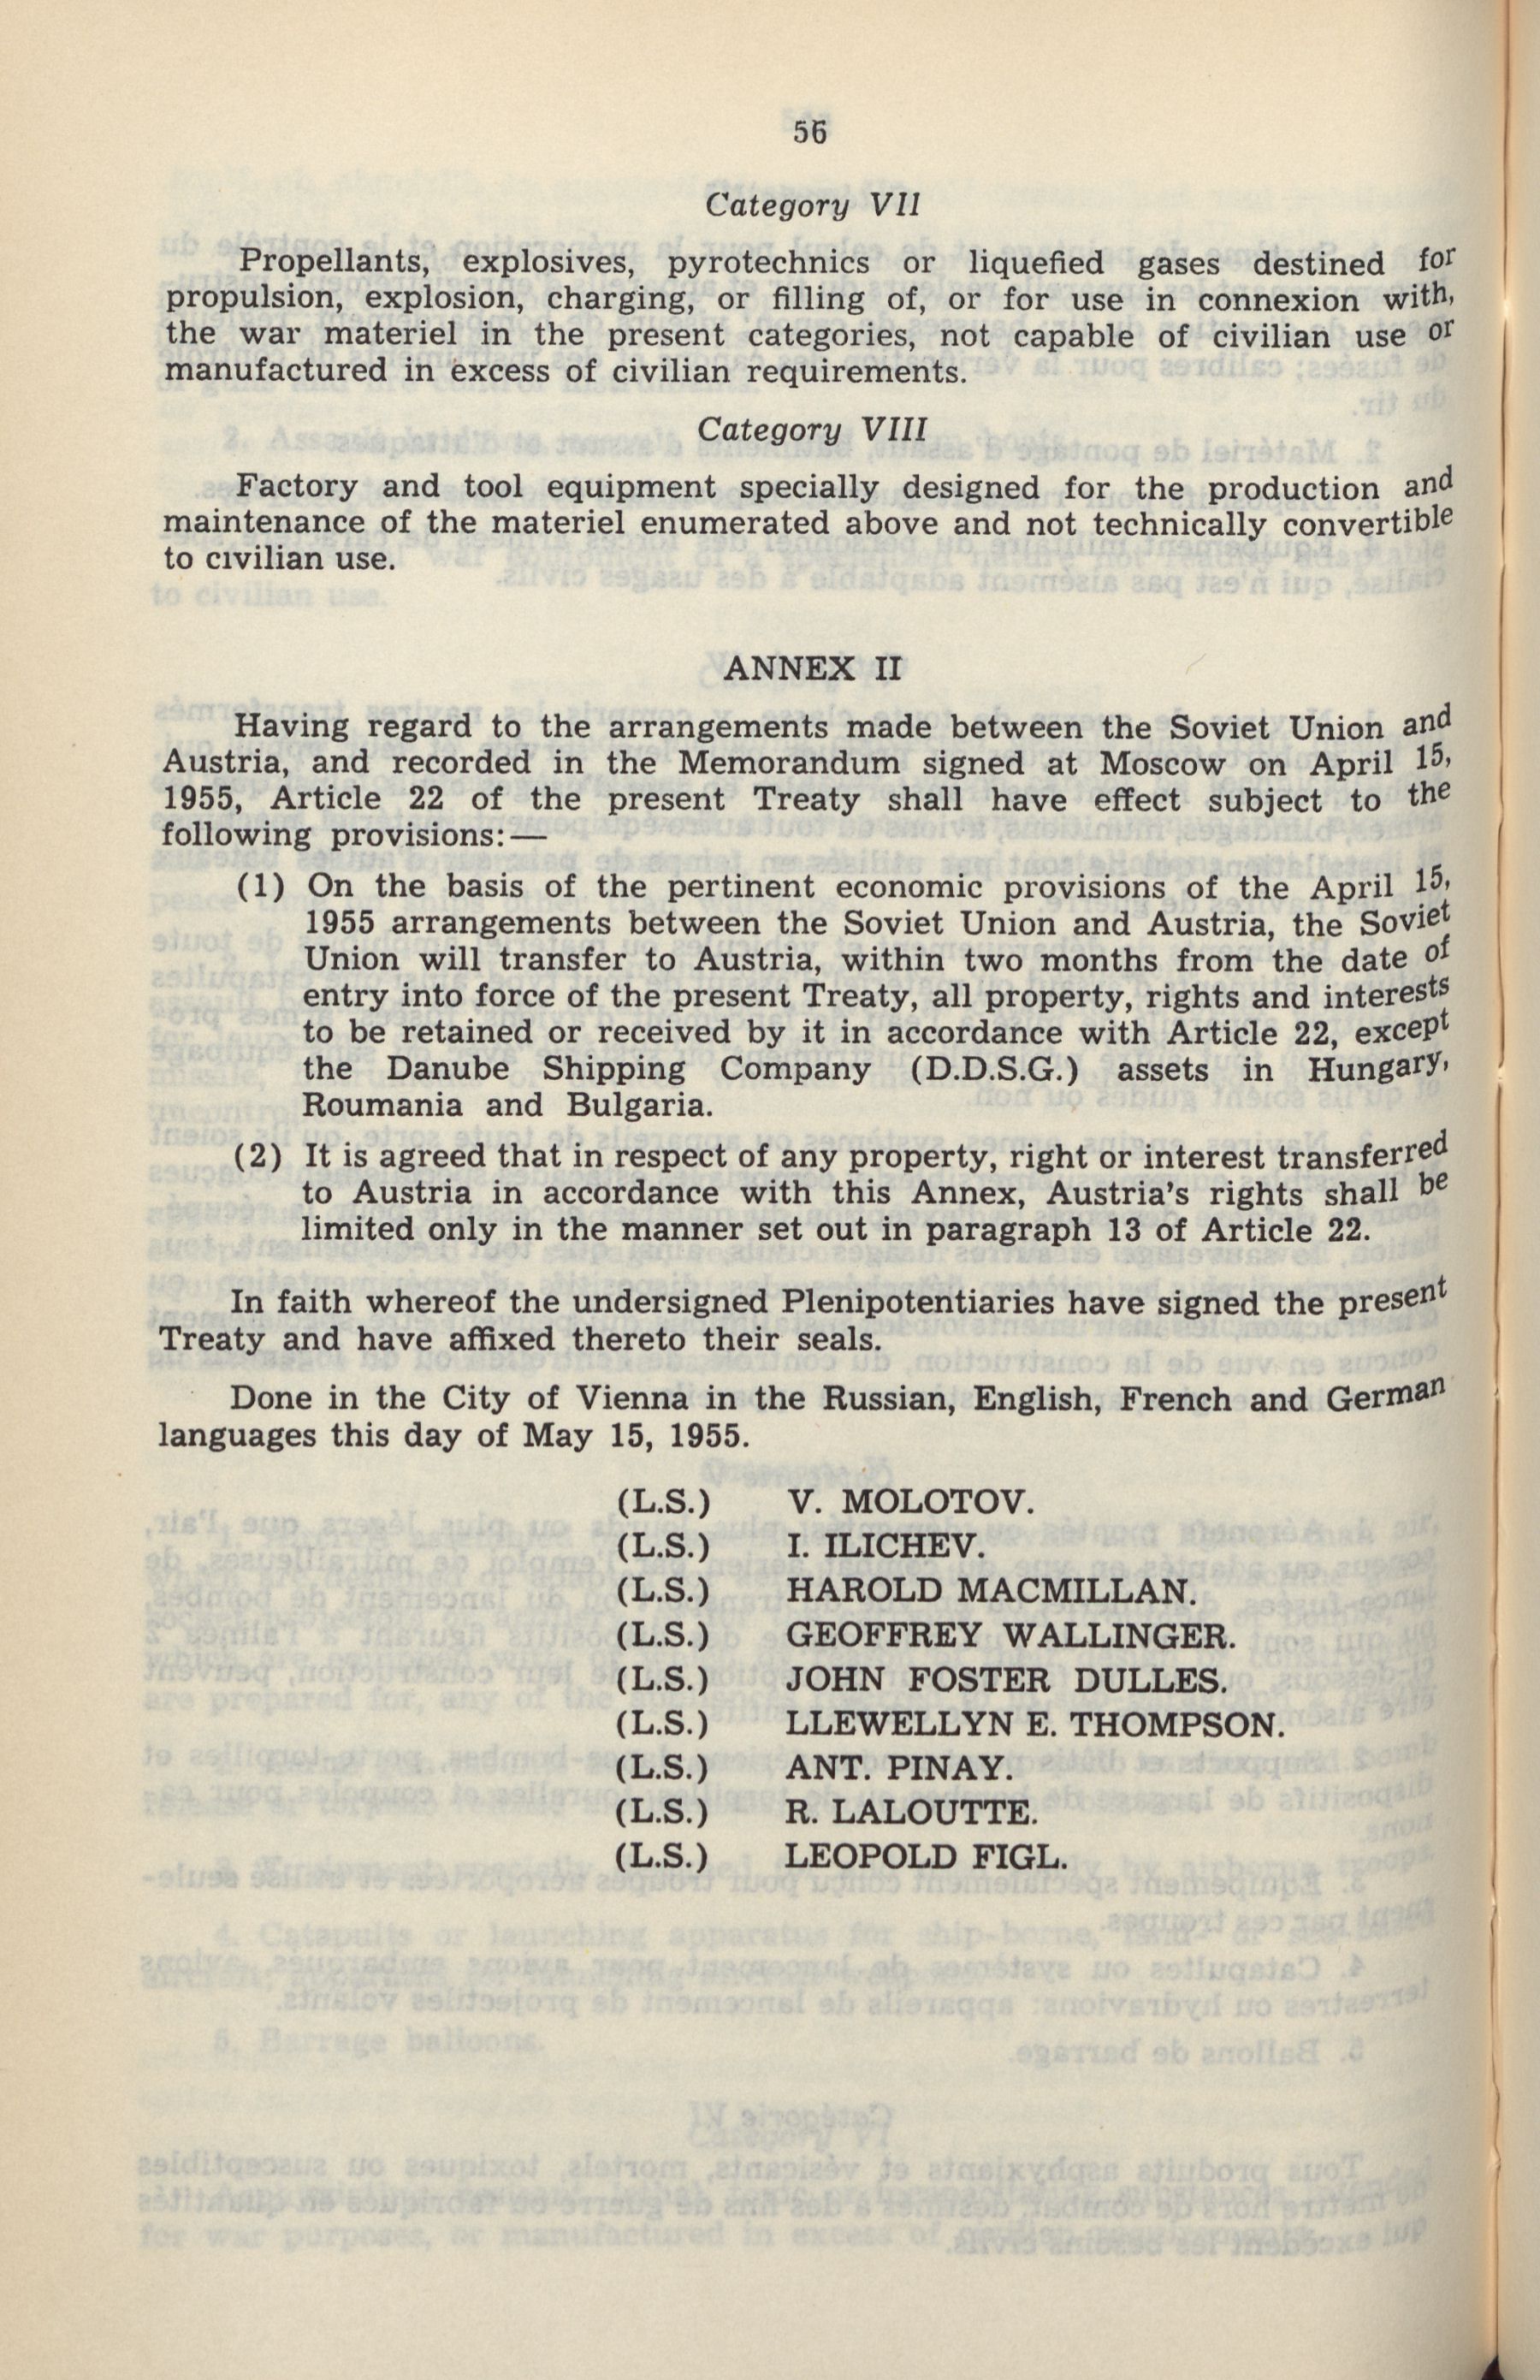 56
Category VII
Propellants, explosives, pyrotechnics or liquefied gases destined for
propulsion, explosion, charging, or filling of, or for use in connexion with,
the war materiel in the present categories, not capable of civilian use or
manufactured in excess of civilian requirements.
Category VIII
Factory and tool equipment specially designed for the production and
maintenance of the materiel enumerated above and not technically convertible
to civilian use.
ANNEX II
Having regard to the arrangements made between the Soviet Union and
Austria, and recorded in the Memorandum signed at Moscow on April 15,
1955, Article 22 of the present Treaty shall have effect subject to the
following provisions:—
(1) On the basis of the pertinent economic provisions of the April 15,
1955 arrangements between the Soviet Union and Austria, the Soviet
Union will transfer to Austria, within two months from the date of
entry into force of the present Treaty, all property, rights and interests
to be retained or received by it in accordance with Article 22, except
the Danube Shipping Company (D.D.S.G.) assets in Hungary,
Roumania and Bulgaria.
(2) It is agreed that in respect of any property, right or interest transferred
to Austria in accordance with this Annex, Austria's rights shall be
limited only in the manner set out in paragraph 13 of Article 22.
In faith whereof the undersigned Plenipotentiaries have signed the present
Treaty and have affixed thereto their seals.
Done in the City of Vienna in the Russian, English, French and German
languages this day of May 15, 1955.
(L.S.) V. MOLOTOV.
(L.S.) I. ILICHEV.
(L.S.) HAROLD MACMILLAN.
(L.S.) GEOFFREY WALLINGER.
(L.S.) JOHN FOSTER DULLES.
(L.S.) LLEWELLYN E. THOMPSON.
(L.S.) ANT. PINAY.
(L.S.) R. LALOUTTE.
(L.S.) LEOPOLD FIGL.